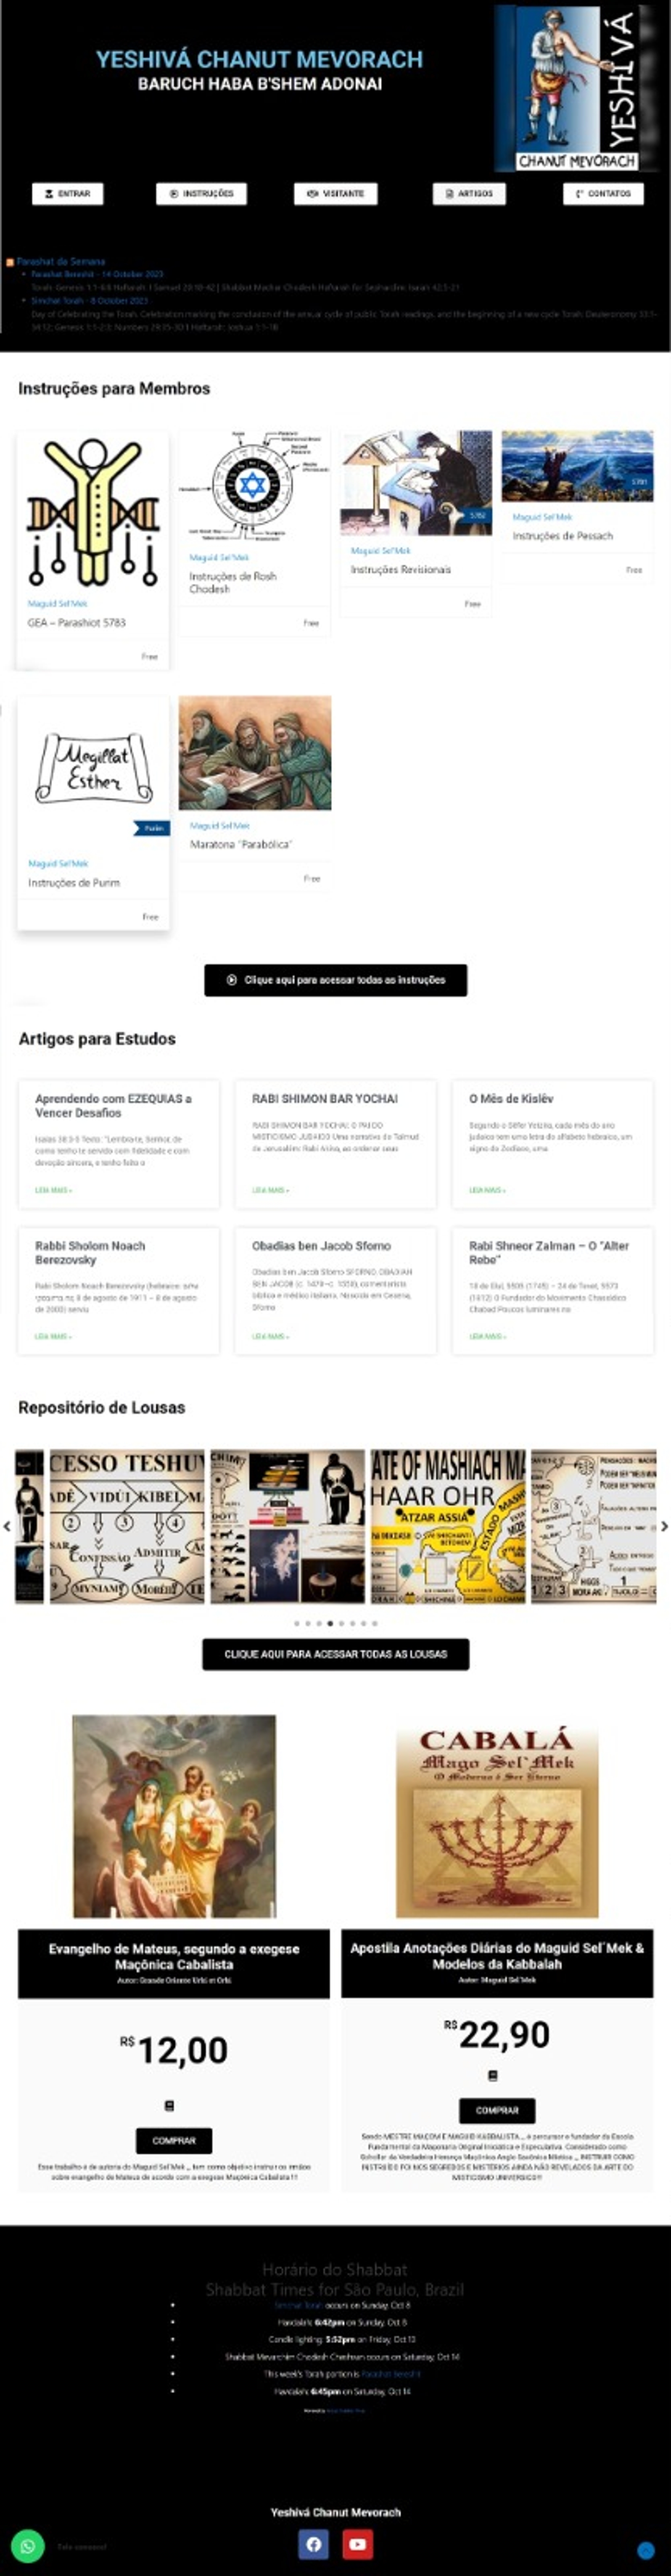 YESHIVÁ CHANUT MEVORACH
BARUCH HABA B'SHEM ADONAI
YESHIVÁ
CHANUT MEVORACH
ENTRAR
INSTRUÇÕES
VISITANTE
ARTIGOS
CONTATOS
Parashat da Semana
Parashat Bereshit - 14 October 2023
Torah: Genesis 1:1-6:8 Haftarah: I Samuel 20:18-42 | Shabbat Machar Chodesh Haftarah for Sephardim: Isaiah 42:5-21
Simchat Torah - 8 October 2023
Day of Celebrating the Torah. Celebration marking the conclusion of the annual cycle of public Torah readings, and the beginning of a new cycle Torah: Deuteronomy 33:1-
34:12; Genesis 1:1-2:3; Numbers 29:35-30:1 Haftarah: Joshua 1:1-18
Instruções para Membros
Maguid Sel'Mek
GEA – Parashiot 5783
Free
Maguid Sel'Mek
Instruções de Rosh
Chodesh
Free
5782
Maguid Sel'Mek
Instruções Revisionais
Free
5781
Maguid Sel'Mek
Instruções de Pessach
Free
Megillat
Esther
Purim
Maguid Sel'Mek
Instruções de Purim
Free
Maguid Sel'Mek
Maratona "Parabólica"
Free
Clique aqui para acessar todas as instruções
Artigos para Estudos
Aprendendo com EZEQUIAS a
Vencer Desafios
Isaías 38:3-5 Texto: "Lembra-te, Senhor, de
como tenho te servido com fidelidade e com
devoção sincera, e tenho feito o
LEIA MAIS »
RABI SHIMON BAR YOCHAI
RABI SHIMON BAR YOCHAI: O PAI DO
MISTICISMO JUDAICO Uma narrativa do Talmud
de Jerusalém: Rabi Akiva, ao ordenar seus
LEIA MAIS »
O Mês de Kislêv
Segundo o Sêfer Yetzirá, cada mês do ano
judaico tem uma letra do alfabeto hebraico, um
signo do Zodíaco, uma
LEIA MAIS »
Rabbi Sholom Noach
Berezovsky
Rabi Sholom Noach Berezovsky (hebraico:
8 de agosto de 1911 – 8 de agosto
de 2000) serviu
LEIA MAIS »
Obadias ben Jacob Sforno
Obadias ben Jacob Sforno SFORNO, OBADIAH
BEN JACOB (c. 1470–c. 1550), comentarista
bíblico e médico italiano. Nascido em Cesena,
Sforno
LEIA MAIS »
Rabi Shneor Zalman – O "Alter
Rebe"
18 de Elul, 5505 (1745) – 24 de Tevet, 5573
(1812) O Fundador do Movimento Chassídico
Chabad Poucos luminares na
LEIA MAIS »
Repositório de Lousas
CESSO TESHUV
VIDUI
KIBEL
2
3
4
CONFISSÃO
ADMITIR
ATE OF MASHIACH MA
HAAR OHR
ATZAR ASSIA
ESTADO
CLIQUE AQUI PARA ACESSAR TODAS AS LOUSAS
CABALÁ
Mago Sel'Mek
O Moderno é Ser Eterno
Evangelho de Mateus, segundo a exegese
Maçônica Cabalista
Autor: Grande Oriente Urbi et Orbi
R$12,00
COMPRAR
Esse trabalho é de autoria do Maguid Sel'Mek _ tem como objetivo instruir os irmãos
sobre evangelho de Mateus de acordo com a exegese Maçônica Cabalista !!!
Apostila Anotações Diárias do Maguid Sel'Mek &
Modelos da Kabbalah
Autor: Maguid Sel'Mek
R$22,90
COMPRAR
Sendo MESTRE MAÇOM E MAGUID KABBALISTA _ é percursor e fundador da Escola
Fundamental da Maçonaria Original Iniciática e Especulativa. Considerado como
Scholar da Verdadeira Herança Maçônica Anglo Saxônica Mística _ INSTRUIR COMO
INSTRUÍDO FOI NOS SEGREDOS E MISTÉRIOS AINDA NÃO REVELADOS DA ARTE DO
MISTICISMO UNIVERSICO!!!
Horário do Shabbat
Shabbat Times for São Paulo, Brazil
Simchat Torah occurs on Sunday, Oct 8
Havdalah: 6:42pm on Sunday, Oct 8
Candle lighting: 5:52pm on Friday, Oct 13
Shabbat Mevarchim Chodesh Cheshvan occurs on Saturday, Oct 14
This week's Torah portion is Parashat Bereshit
Havdalah: 6:45pm on Saturday, Oct 14
Yeshivá Chanut Mevorach
Fale conosco!